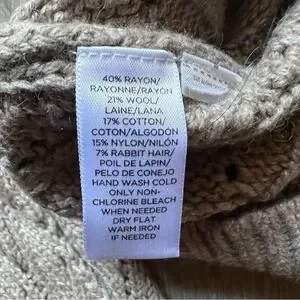 40% RAYON/
RAYONNE/RAYON
21% WOOL/
LAINE/LANA
17% COTTON/
COTON/ALGODÓN
15% NYLON/NILÓN
7% RABBIT HAIR/
POIL DE LAPIN/
PELO DE CONEJO
HAND WASH COLD
ONLY NON-
CHLORINE BLEACH
WHEN NEEDED
DRY FLAT
WARM IRON
IF NEEDED